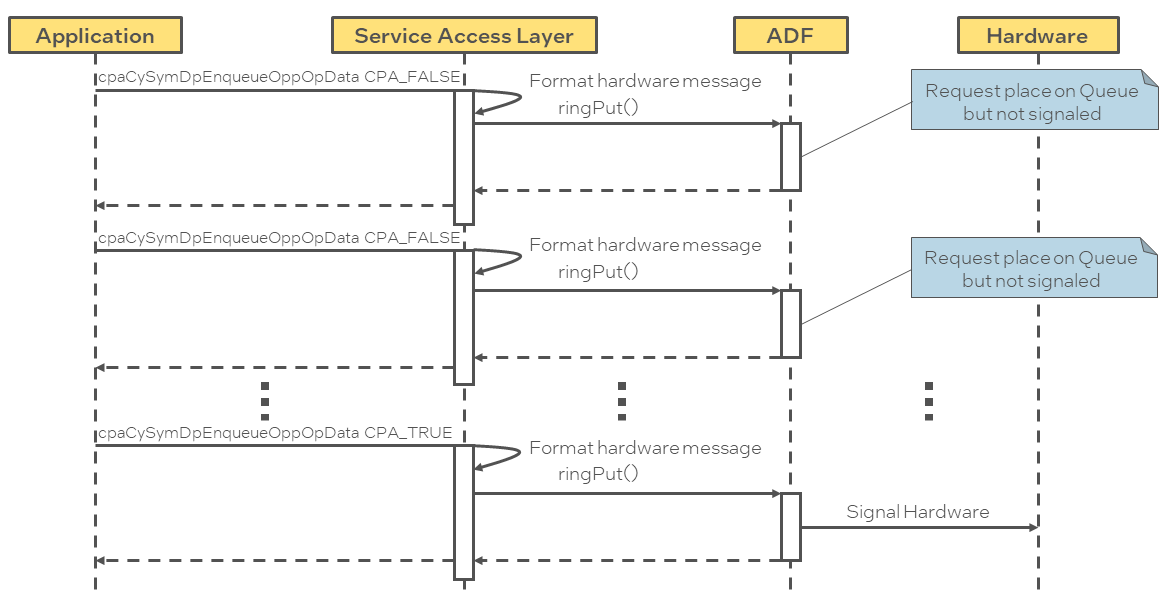 Application
Service Access Layer
ADF
Hardware
cpaCySymDpEnqueueOppOpData CPA_FALSE
Format hardware message
ringPut()
Request place on Queue
but not signaled
cpaCySymDpEnqueueOppOpData CPA_FALSE
Format hardware message
ringPut()
Request place on Queue
but not signaled
cpaCySymDpEnqueueOppOpData CPA_TRUE
Format hardware message
ringPut()
Signal Hardware